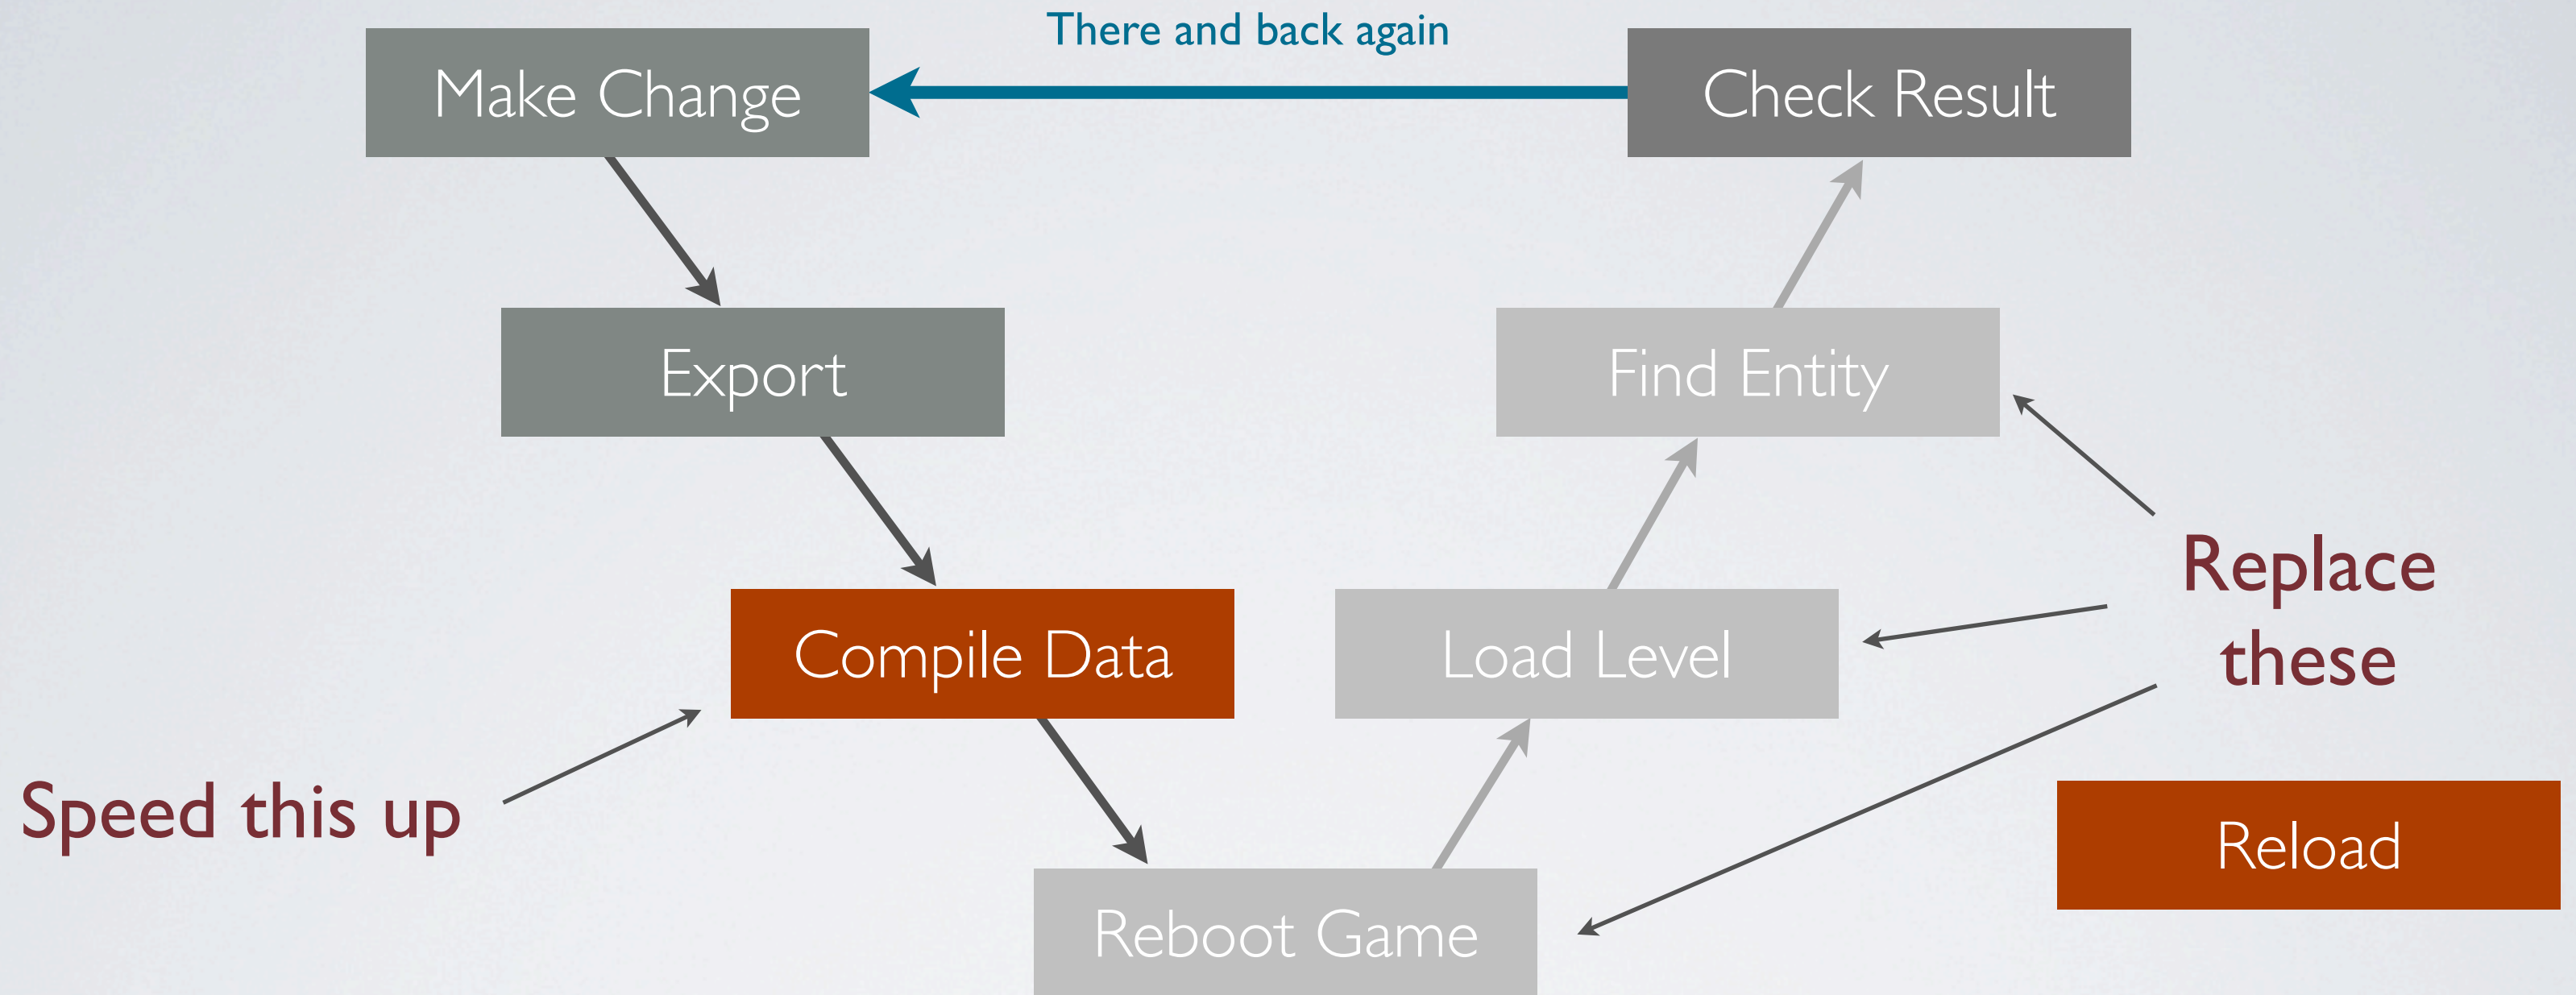 There and back again
Make Change
Check Result
Export
Find Entity
Replace
these
Compile Data
Load Level
Speed this up
Reload
Reboot Game